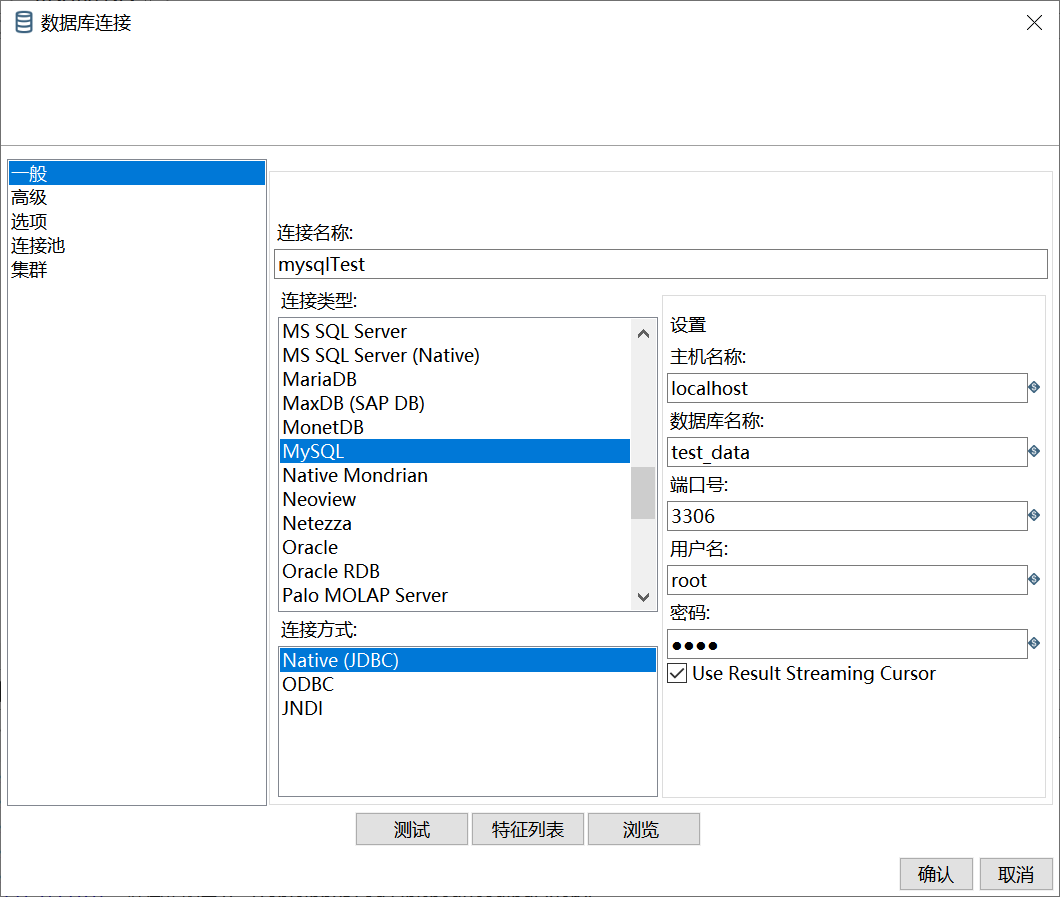 数据库连接
一般
高级
选项
连接池
集群
连接名称:
mysqlTest
连接类型:
MS SQL Server
MS SQL Server (Native)
MariaDB
MaxDB (SAP DB)
MonetDB
MySQL
Native Mondrian
Neoview
Netezza
Oracle
Oracle RDB
Palo MOLAP Server
连接方式:
Native (JDBC)
ODBC
JNDI
设置
主机名称:
localhost
数据库名称:
test_data
端口号:
3306
用户名:
root
密码:
●●●●
Use Result Streaming Cursor
测试 特征列表 浏览
确认 取消